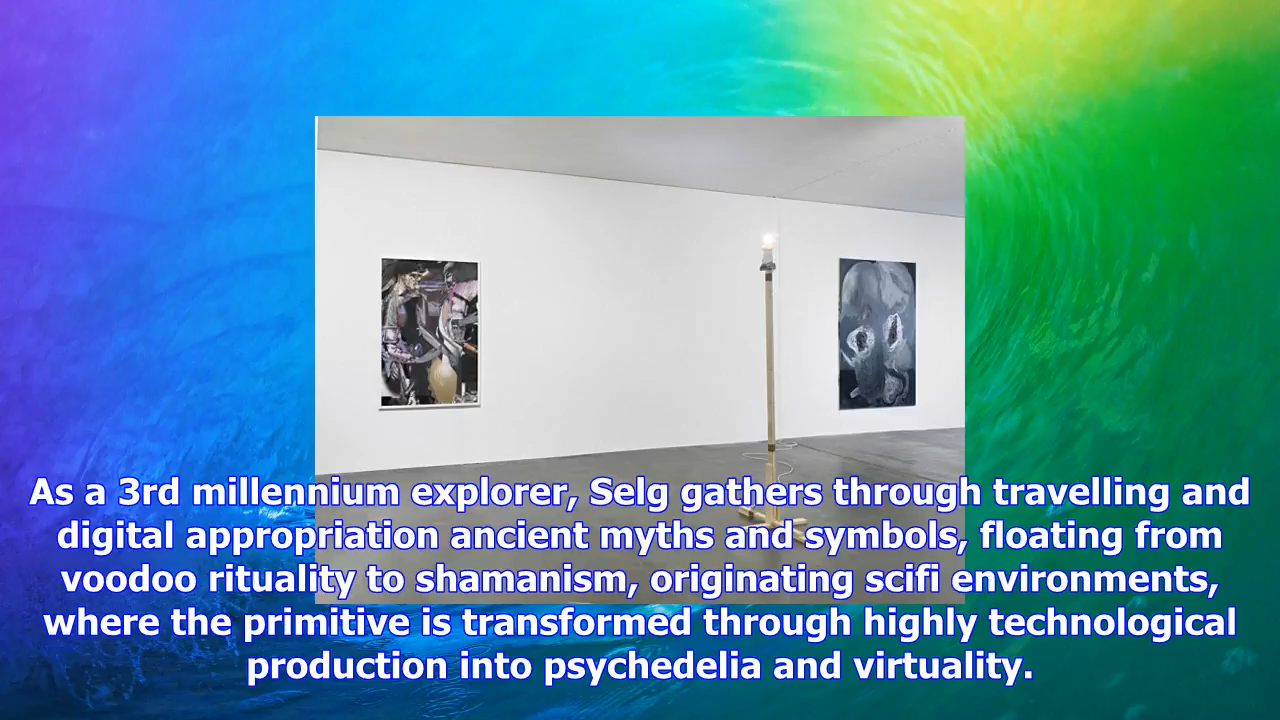 As a 3rd millennium explorer, Selg gathers through travelling and
digital appropriation ancient myths and symbols, floating from
voodoo rituality to shamanism, originating scifi environments,
where the primitive is transformed through highly technological
production into psychedelia and virtuality.